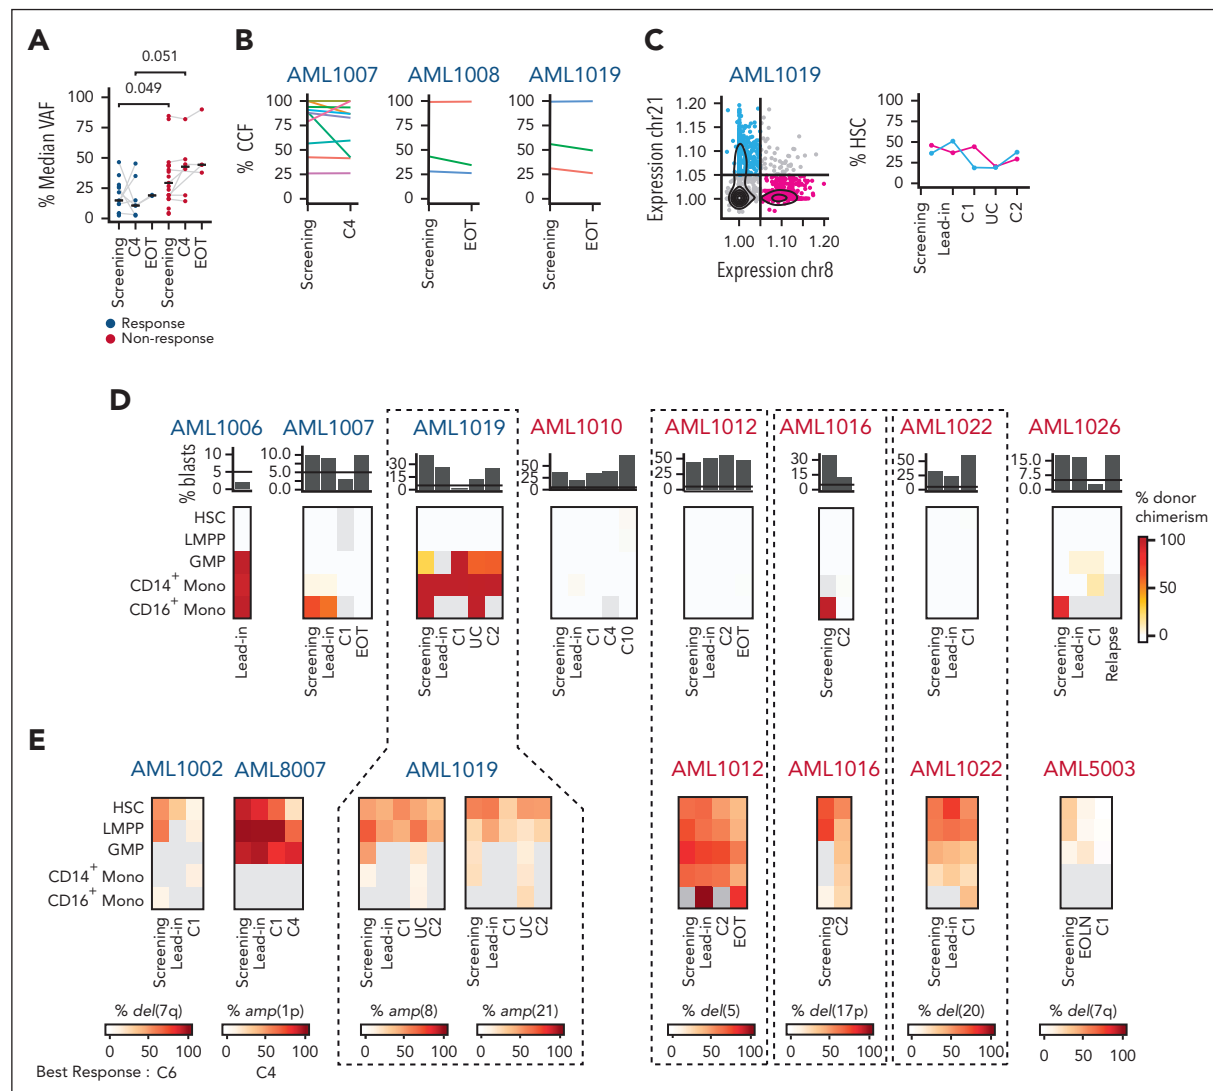 A
0.051
0.049
% Median VAF
100
75
50
25
0
Screening
C4
EOT
Screening
C4
EOT
Response
Non-response
B
AML1007
AML1008
AML1019
% CCF
100
75
50
25
0
Screening
C4
100
75
50
25
0
Screening
EOT
100
75
50
25
0
Screening
EOT
C
AML1019
Expression chr21
1.20
1.15
1.10
1.05
1.00
1.00
1.10
1.20
Expression chr8
% HSC
100
75
50
25
0
Screening
Lead-in
C1
UC
C2
D
AML1006
AML1007
AML1019
AML1010
AML1012
AML1016
AML1022
AML1026
% blasts
10
5
0
10.0
5.0
0.0
30
15
0
50
25
0
50
25
0
30
15
0
50
25
0
15.0
7.5
0.0
HSC
LMPP
GMP
CD14+ Mono
CD16+ Mono
Lead-in
Screening
Lead-in
C1
EOT
Screening
Lead-in
C1
UC
C2
Screening
Lead-in
C1
C4
C10
Screening
Lead-in
C2
EOT
Screening
C2
Screening
Lead-in
C1
Screening
Lead-in
C1
Relapse
% donor
chimerism
100
50
0
E
AML1002
AML8007
AML1019
AML1012
AML1016
AML1022
AML5003
HSC
LMPP
GMP
CD14+ Mono
CD16+ Mono
Screening
Lead-in
C1
Screening
Lead-in
C1
C4
Screening
Lead-in
C1
UC
C2
Screening
Lead-in
C1
UC
C2
Screening
Lead-in
C2
EOT
Screening
C2
Screening
Lead-in
C1
Screening
EOLN
C1
% del(7q)
0 50 100
% amp(1p)
0 50 100
% amp(8)
0 50 100
% amp(21)
0 50 100
% del(5)
0 50 100
% del(17p)
0 50 100
% del(20)
0 50 100
% del(7q)
0 50 100
Best Response : C6 C4